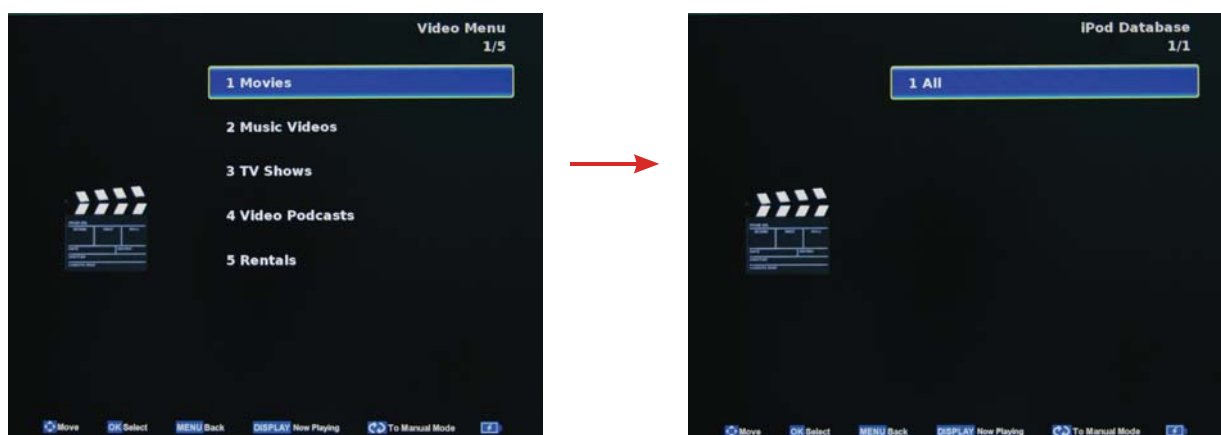 Video Menu
1/5
1 Movies
2 Music Videos
3 TV Shows
4 Video Podcasts
5 Rentals
Move OK Select MENU Back DISPLAY Now Playing To Manual Mode
iPod Database
1/1
1 All
Move OK Select MENU Back DISPLAY Now Playing To Manual Mode